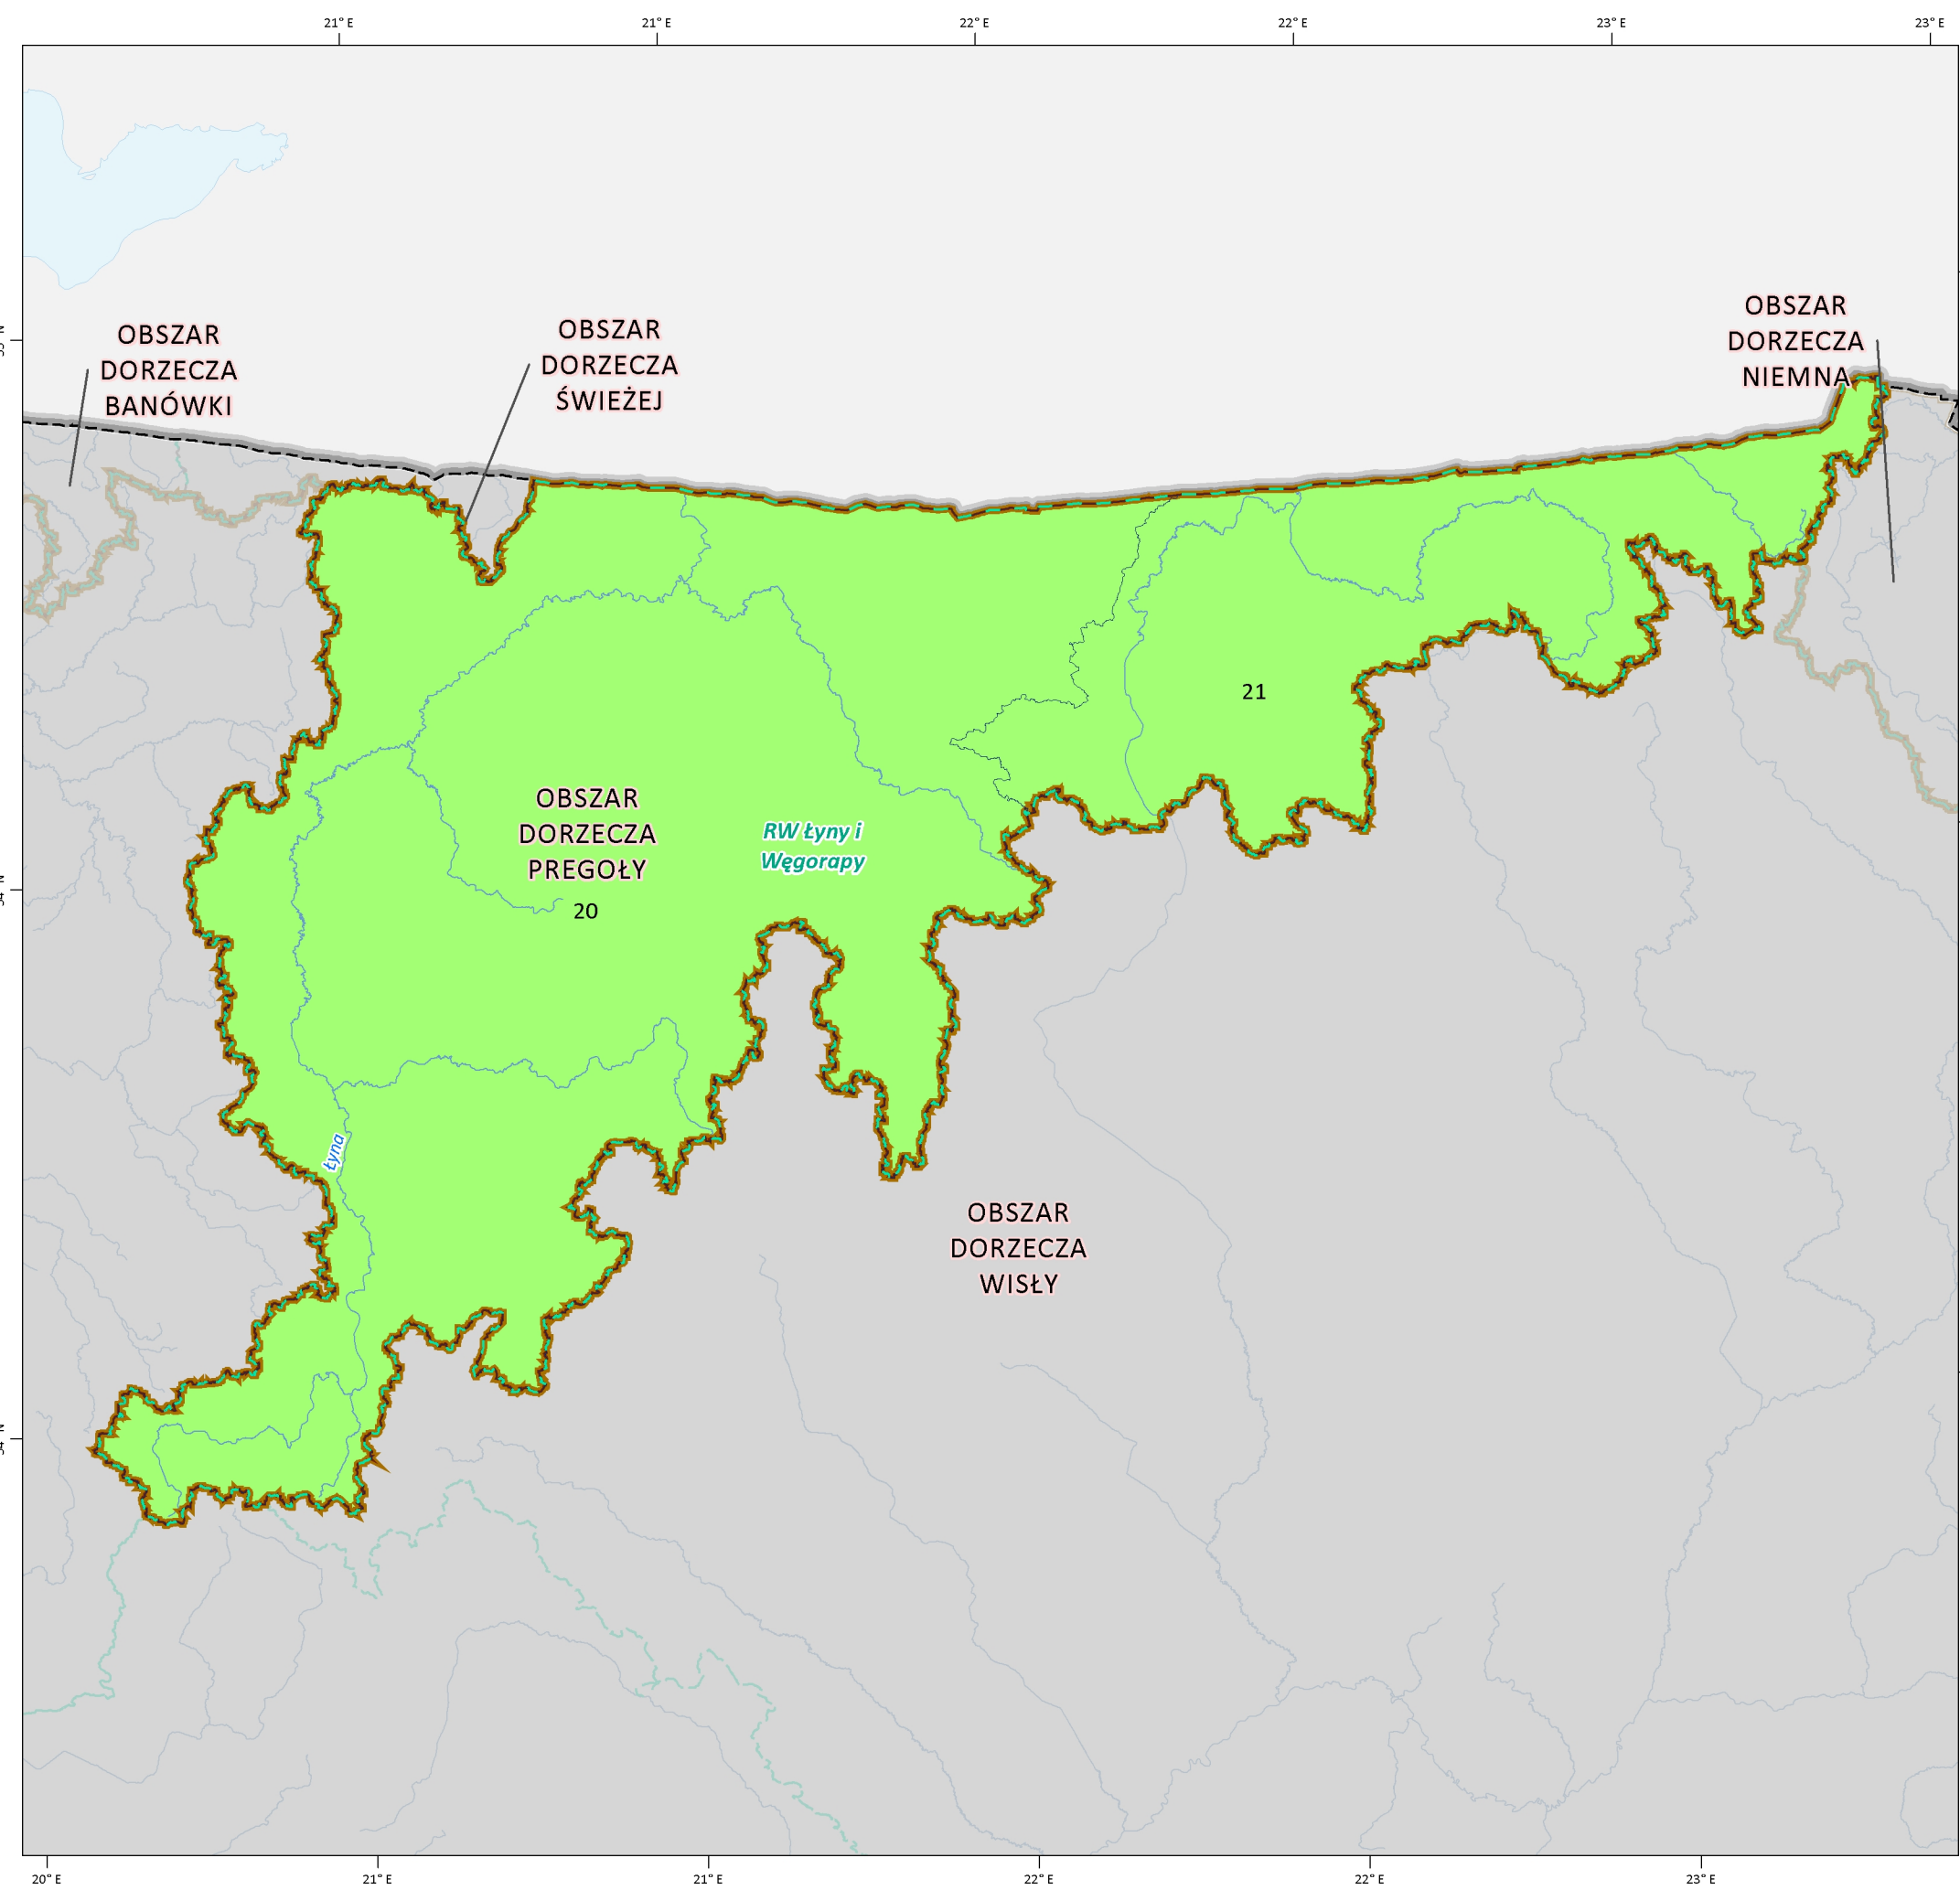 21° E
21° E
22° E
22° E
23° E
23° E
OBSZAR
DORZECZA
BANÓWKI
OBSZAR
DORZECZA
ŚWIEŻEJ
OBSZAR
DORZECZA
NIEMNA
21
OBSZAR
DORZECZA
PREGOŁY
20
RW Łyny i
Węgorapy
Łyna
OBSZAR
DORZECZA
WISŁY
20° E
21° E
21° E
22° E
22° E
23° E